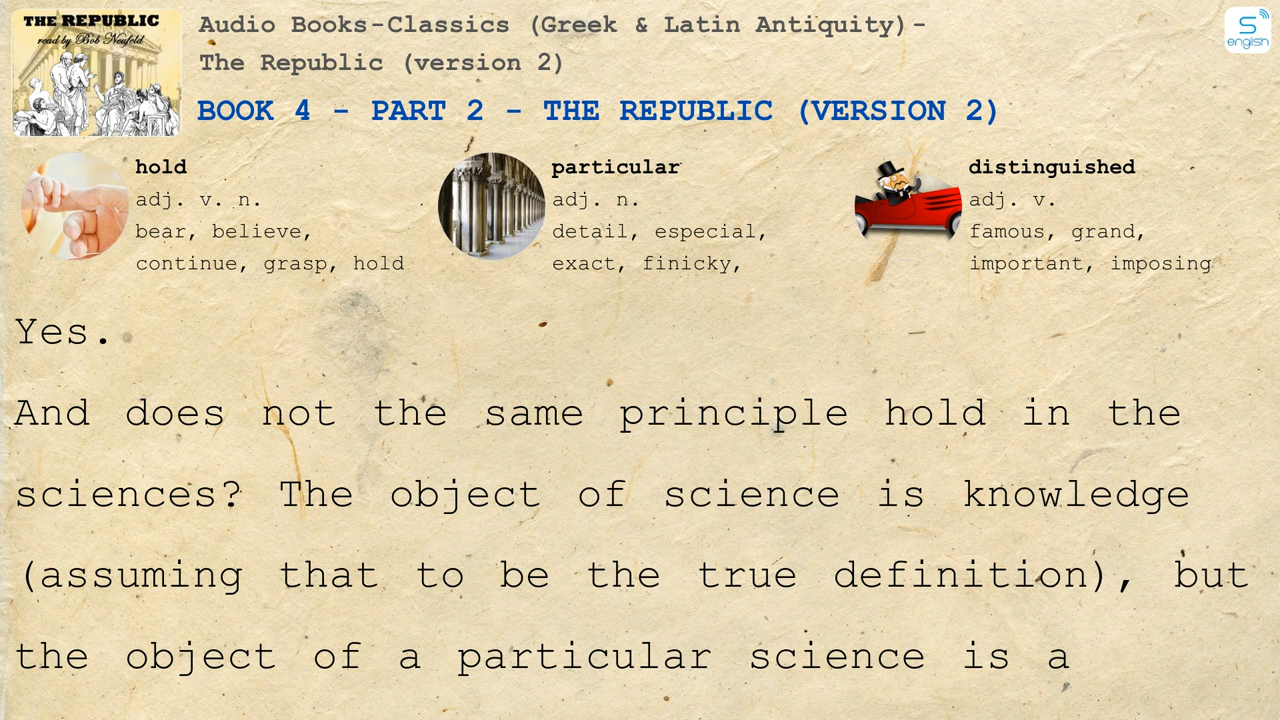 THE REPUBLIC
read by Bob Neufeld
Audio Books-Classics (Greek & Latin Antiquity)-
The Republic (version 2)
BOOK 4 - PART 2 - THE REPUBLIC (VERSION 2)
S
english
hold
adj. v. n.
bear, believe,
continue, grasp, hold
particular
adj. n.
detail, especial,
exact, finicky,
distinguished
adj. v.
famous, grand,
important, imposing
Yes.
And does not the same principle hold in the
sciences? The object of science is knowledge
(assuming that to be the true definition), but
the object of a particular science is a